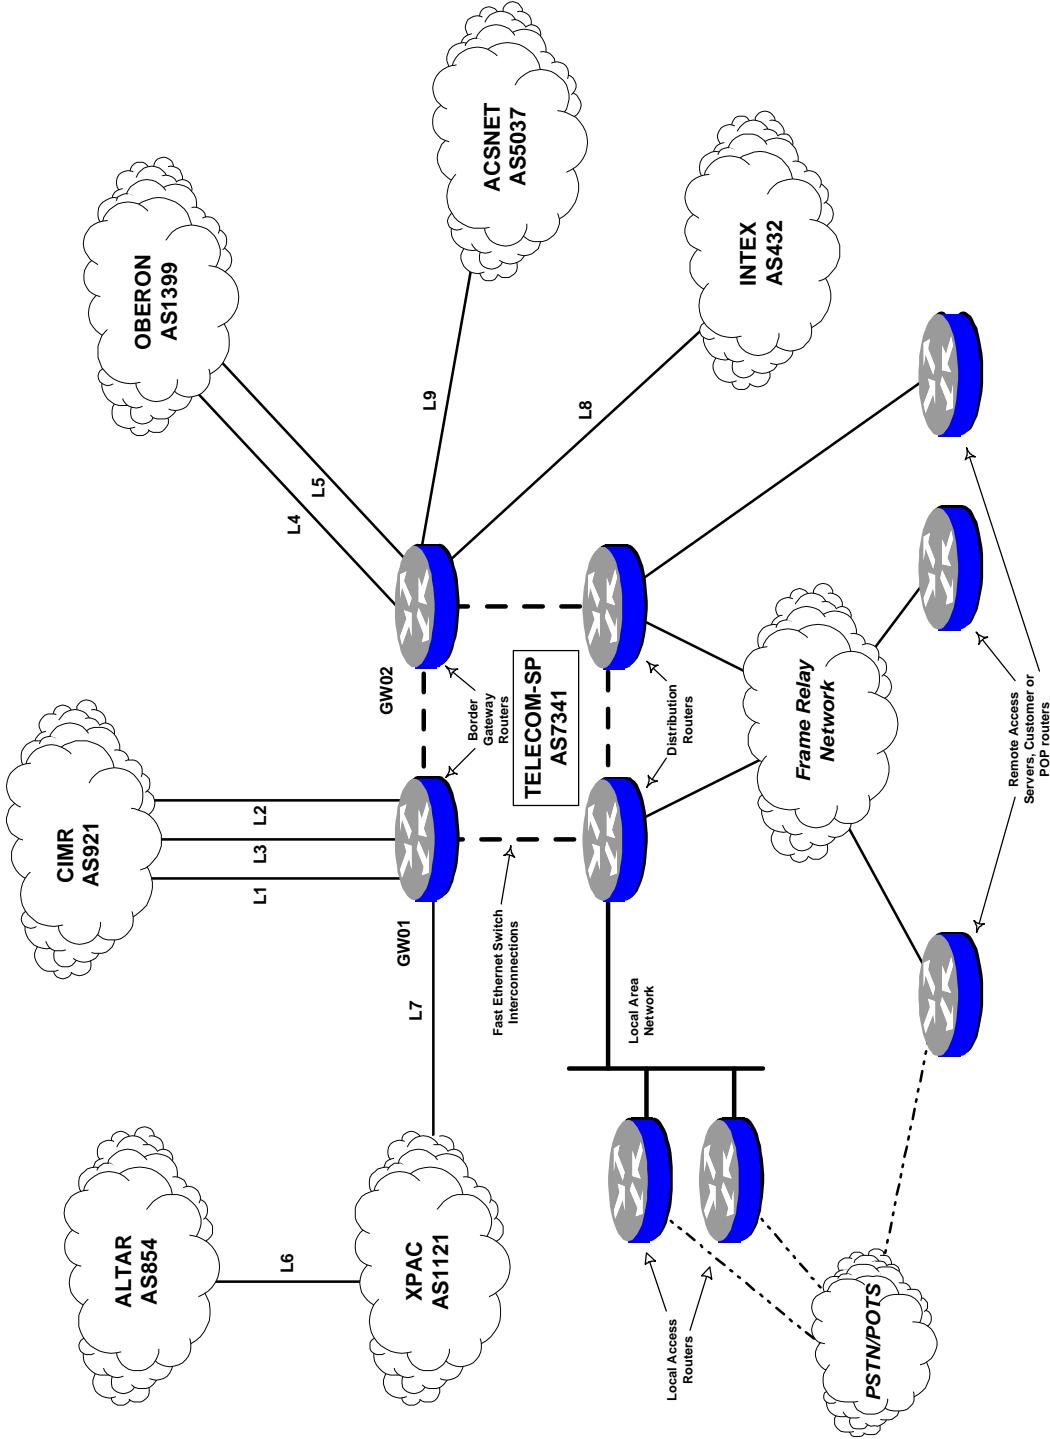 ALTAR
AS854
L6
XPAC
AS1121
L7
CIMR
AS921
L1
L3
L2
GW01
GW02
OBERON
AS1399
L4
L5
ACSNET
AS5037
L9
INTEX
AS432
L8
Border
Gateway
Routers
TELECOM-SP
AS7341
Fast Ethernet Switch
Interconnections
Distribution
Routers
Local Area
Network
Local Access
Routers
Frame Relay
Network
PSTN/POTS
Remote Access
Servers, Customer or
POP routers